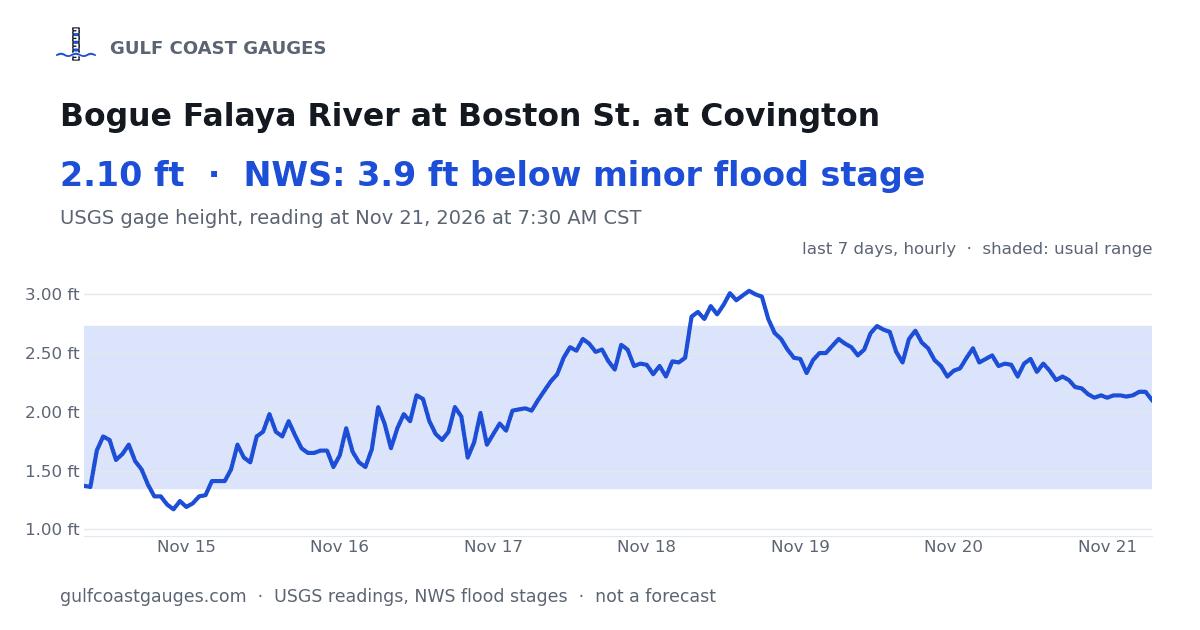 GULF COAST GAUGES
Bogue Falaya River at Boston St. at Covington
2.10 ft · NWS: 3.9 ft below minor flood stage
USGS gage height, reading at Nov 21, 2026 at 7:30 AM CST
last 7 days, hourly · shaded: usual range
3.00 ft
2.50 ft
2.00 ft
1.50 ft
1.00 ft
Nov 15 Nov 16 Nov 17 Nov 18 Nov 19 Nov 20 Nov 21
gulfcoastgauges.com · USGS readings, NWS flood stages · not a forecast